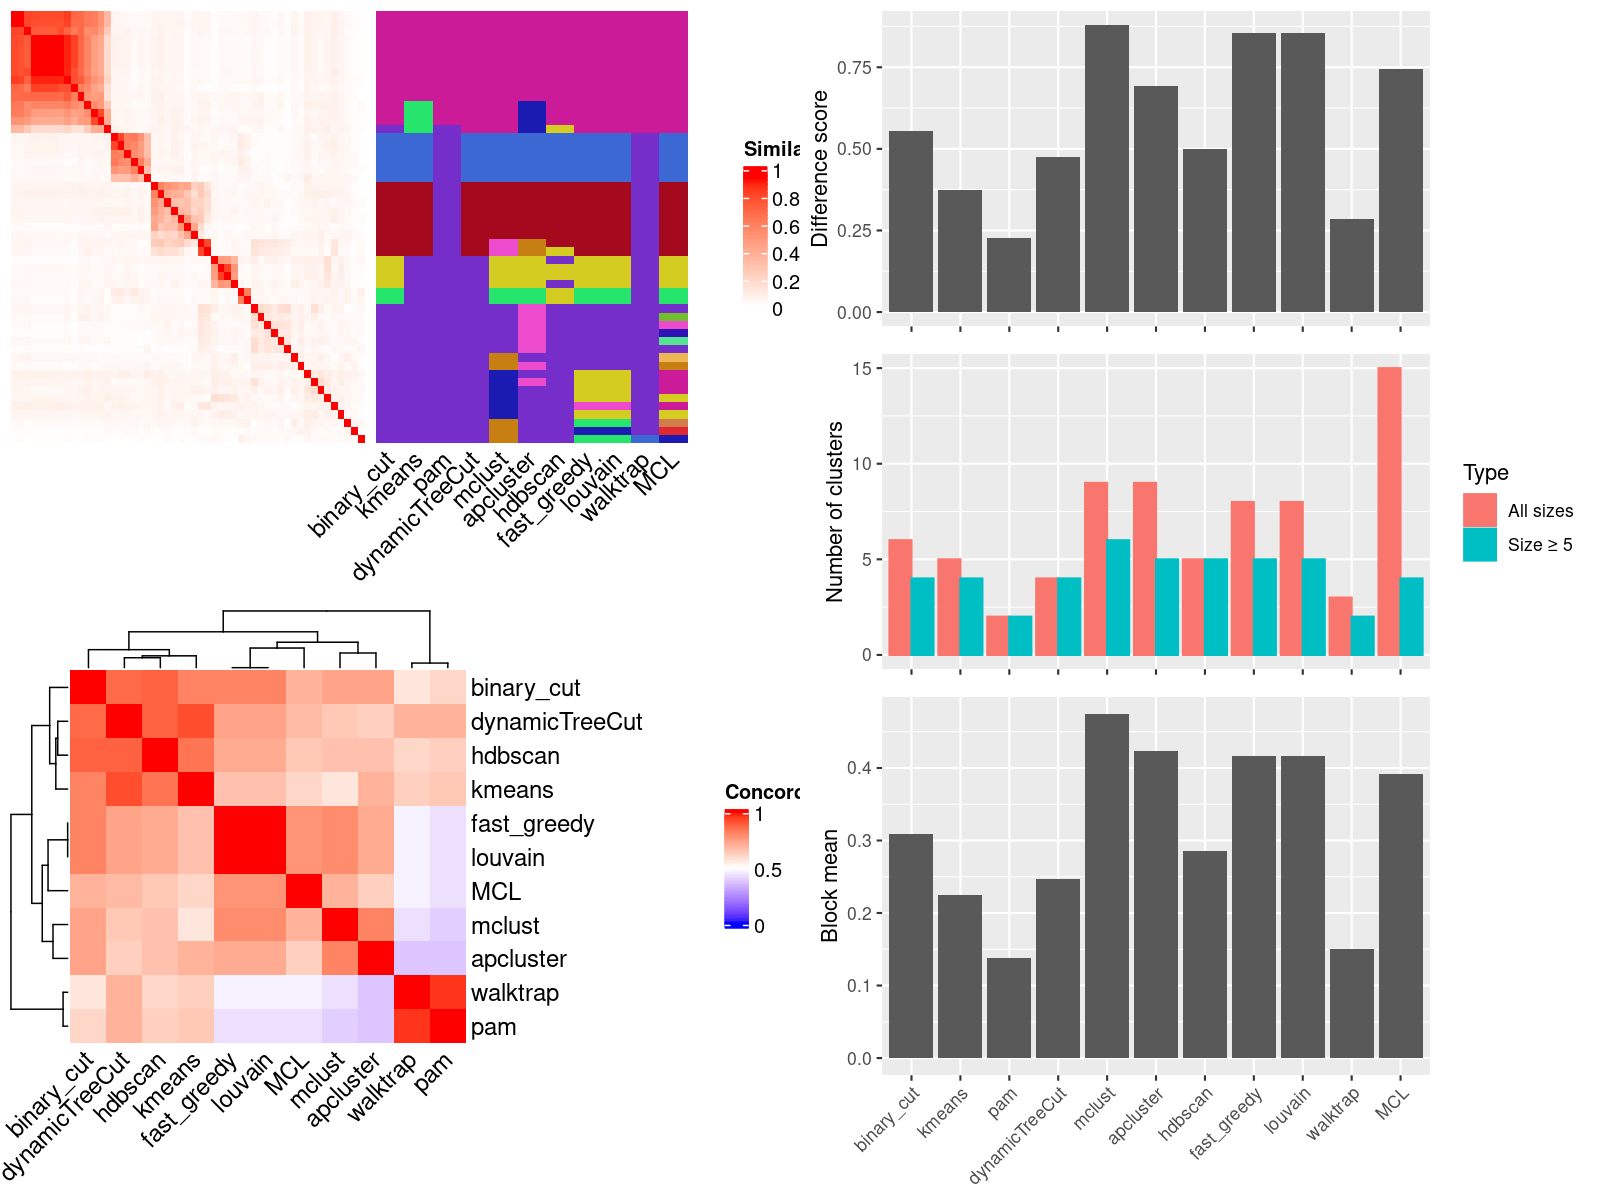 Simila
1
0.8
0.6
0.4
0.2
0
binary_cut
kmeans
pam
dynamicTreeCut
mclust
apcluster
hdbscan
fast_greedy
louvain
walktrap
MCL
binary_cut
dynamicTreeCut
hdbscan
kmeans
fast_greedy
louvain
MCL
mclust
apcluster
walktrap
pam
binary_cut
dynamicTreeCut
hdbscan
kmeans
fast_greedy
louvain
MCL
mclust
apcluster
walktrap
pam
Concord
1
0.5
0
Difference score
0.75
0.50
0.25
0.00
Number of clusters
15
10
5
0
Type
All sizes
Size ≥ 5
Block mean
0.4
0.3
0.2
0.1
0.0
binary_cut
kmeans
pam
dynamicTreeCut
mclust
apcluster
hdbscan
fast_greedy
louvain
walktrap
MCL